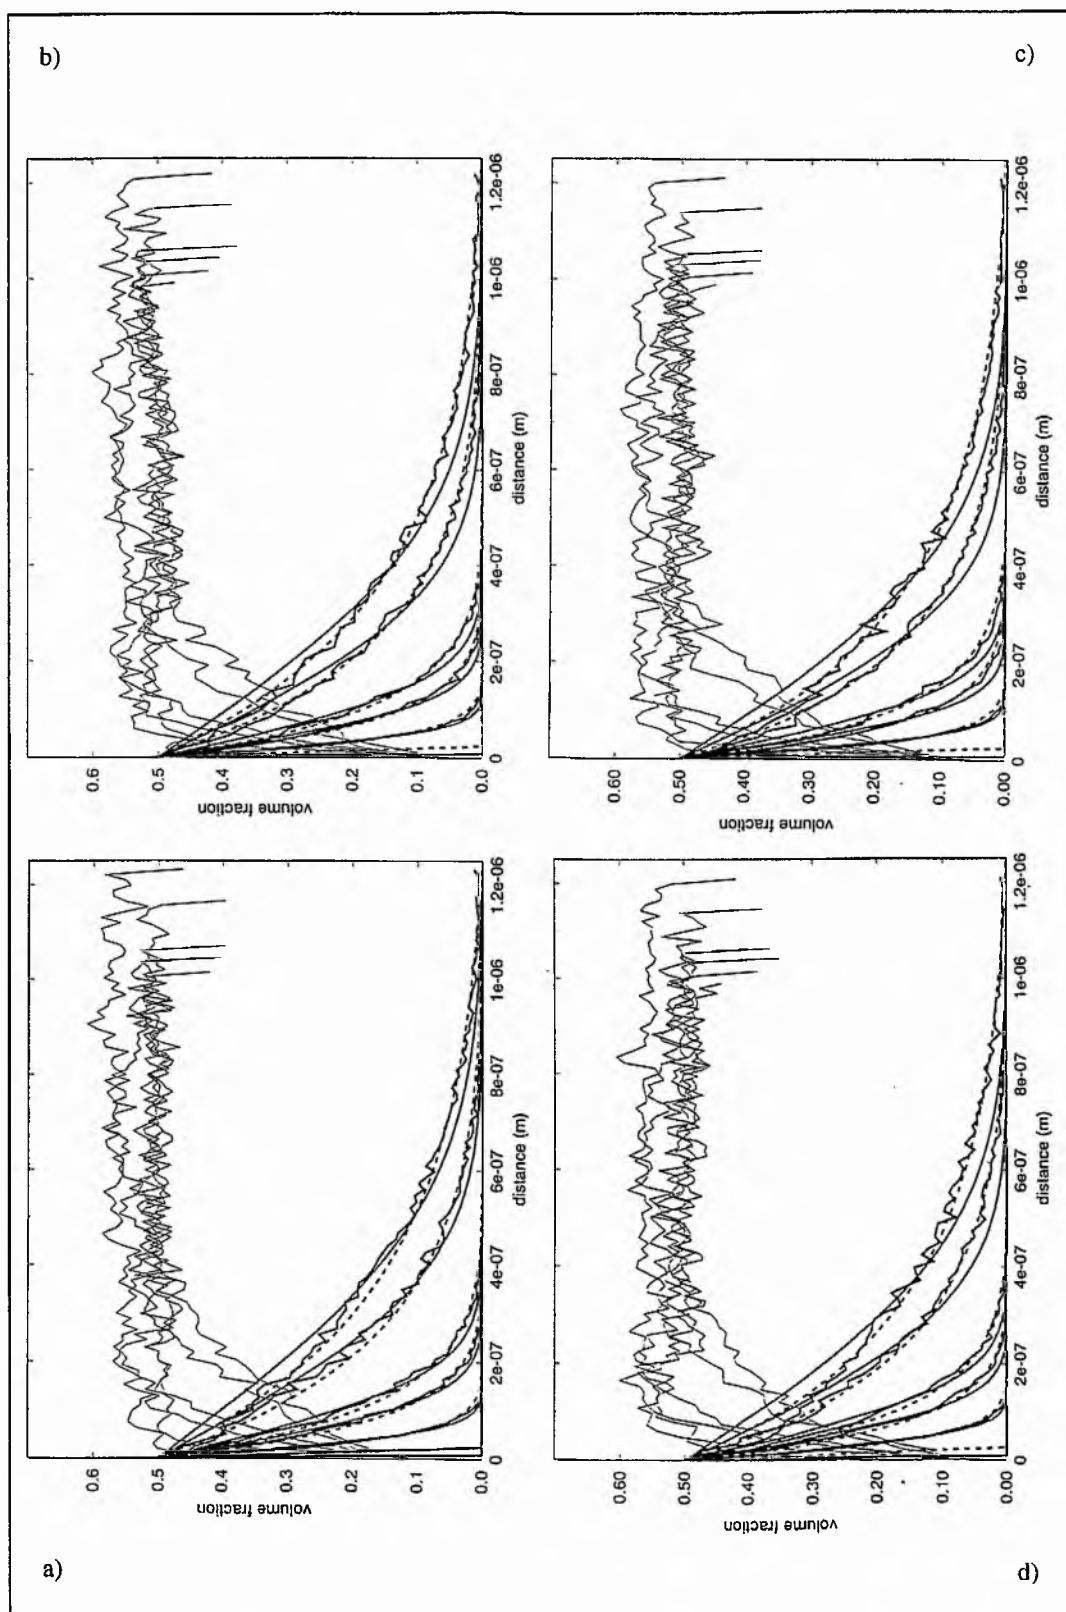 b)
c)
0.6
0.5
0.4
0.3
0.2
0.1
0.0
volume fraction
0
2e-07
4e-07
6e-07
8e-07
1e-06
1.2e-06
distance (m)
0.60
0.50
0.40
0.30
0.20
0.10
0.00
volume fraction
0
2e-07
4e-07
6e-07
8e-07
1e-06
1.2e-06
distance (m)
0.6
0.5
0.4
0.3
0.2
0.1
0.0
volume fraction
0
2e-07
4e-07
6e-07
8e-07
1e-06
1.2e-06
distance (m)
0.60
0.50
0.40
0.30
0.20
0.10
0.00
volume fraction
0
2e-07
4e-07
6e-07
8e-07
1e-06
1.2e-06
distance (m)
a)
d)